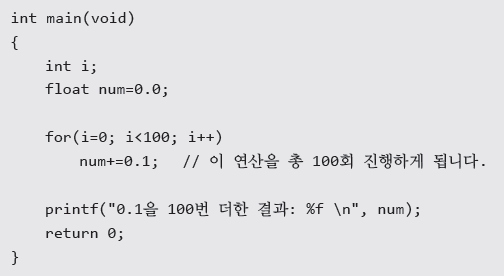 int main(void)
{
    int i;
    float num=0.0;

    for(i=0; i<100; i++)
        num+=0.1;   // 이 연산을 총 100회 진행하게 됩니다.

    printf("0.1을 100번 더한 결과: %f \n", num);
    return 0;
}